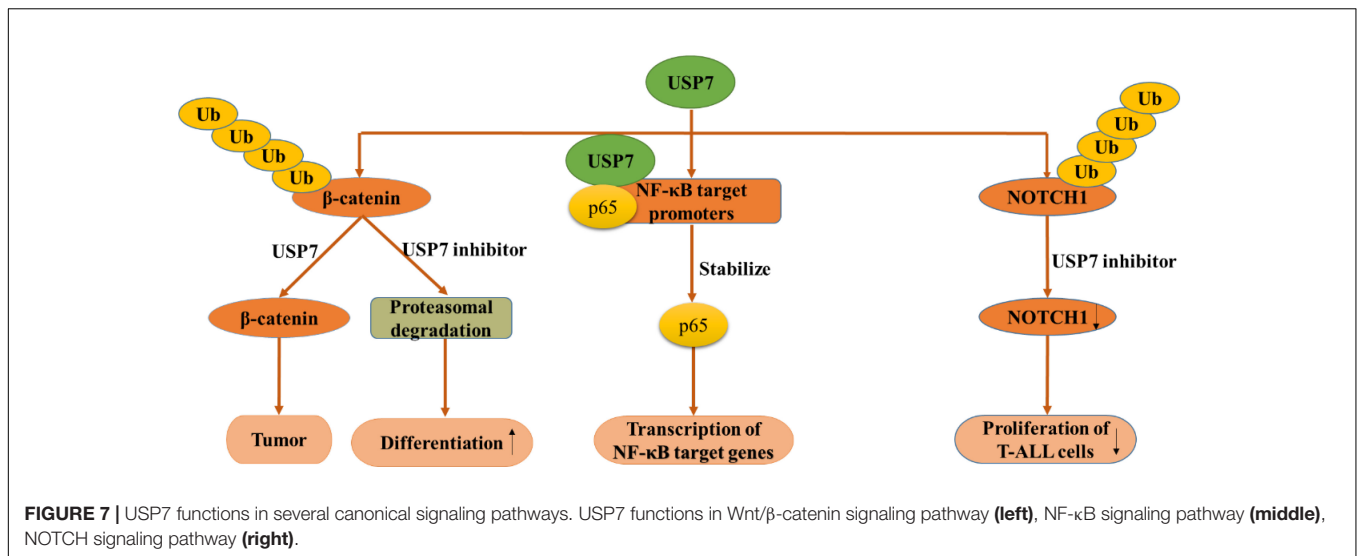 USP7
Ub
Ub
Ub
Ub
β-catenin
USP7
p65
NF-κB target
promoters
Ub
Ub
Ub
Ub
NOTCH1
USP7
USP7 inhibitor
Stabilize
USP7 inhibitor
β-catenin
Proteasomal
degradation
p65
NOTCH1↓
Tumor
Differentiation↑
Transcription of
NF-κB target genes
Proliferation of
T-ALL cells↓
FIGURE 7 | USP7 functions in several canonical signaling pathways. USP7 functions in Wnt/β-catenin signaling pathway (left), NF-κB signaling pathway (middle),
NOTCH signaling pathway (right).